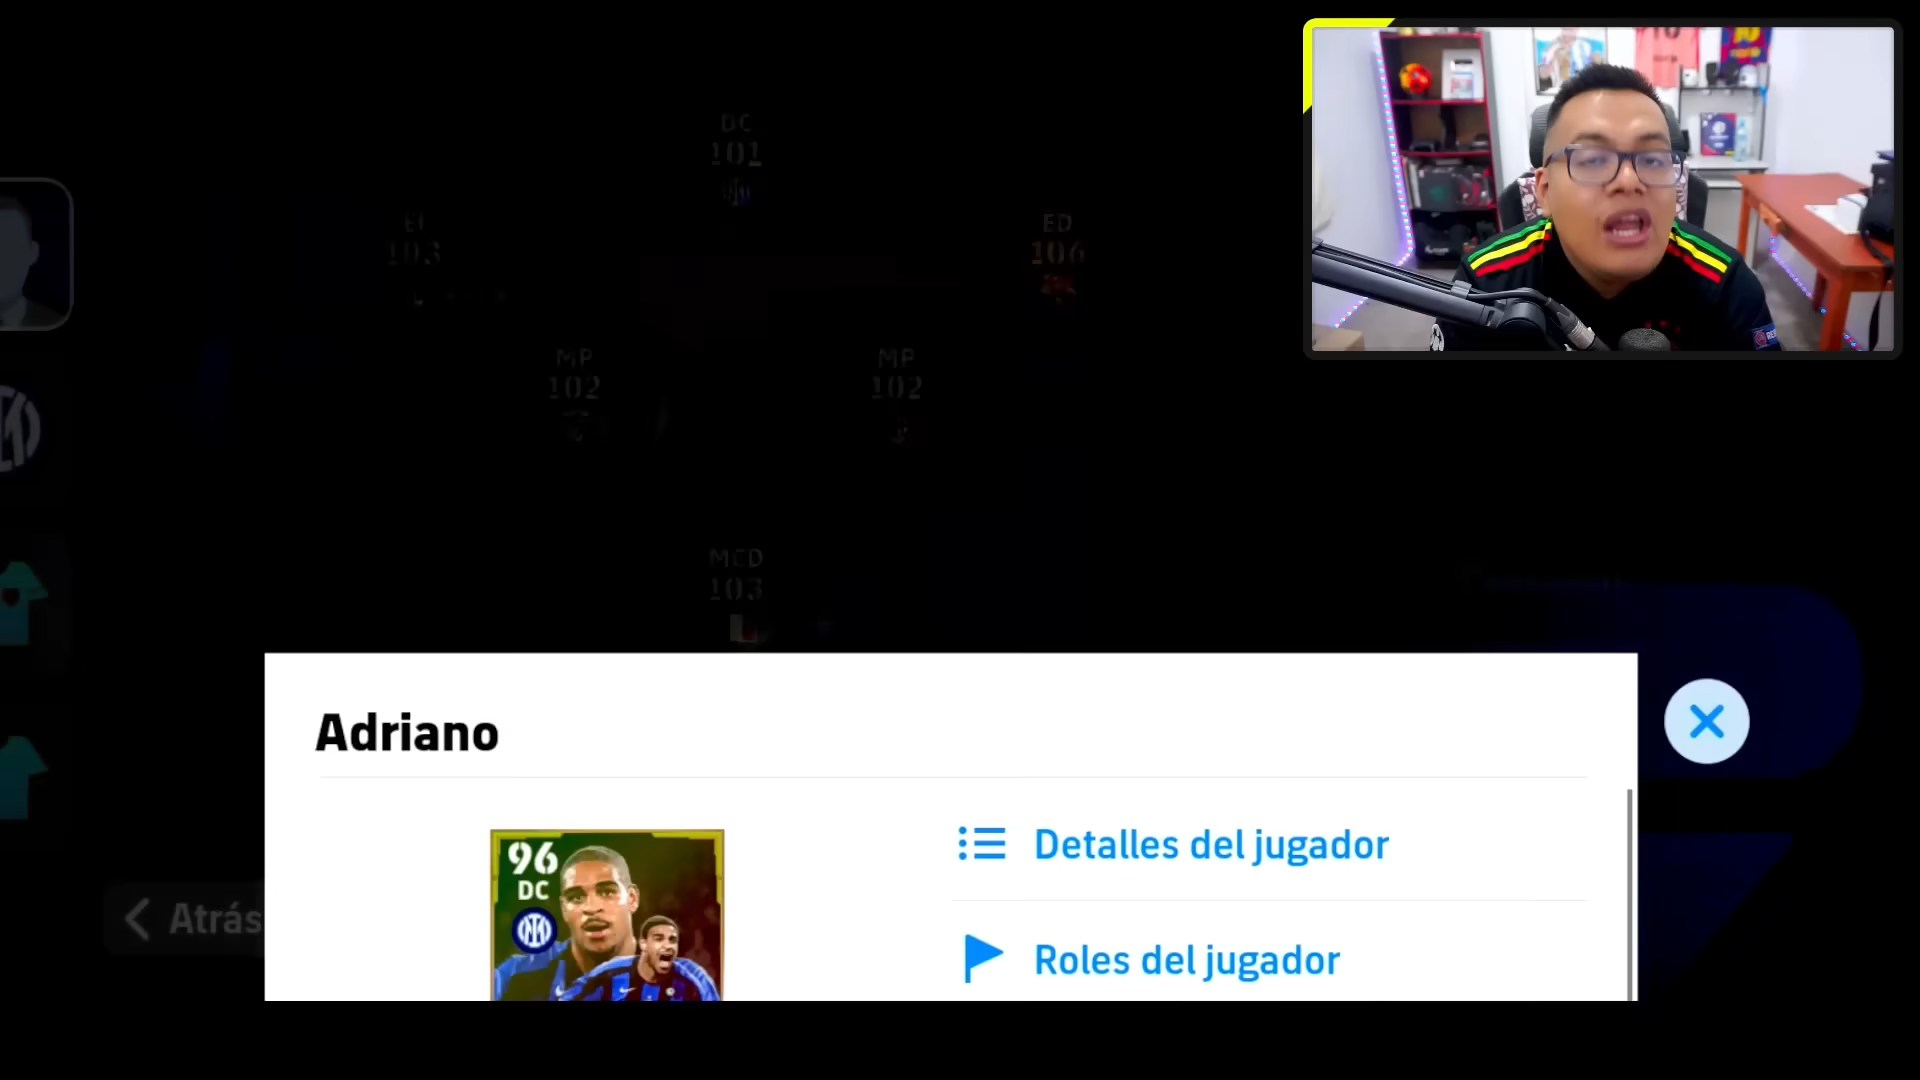 DC
101
EI
103
ED
106
MP
102
MP
102
MCD
103
Adriano
96
DC
Detalles del jugador
Roles del jugador
Atrás